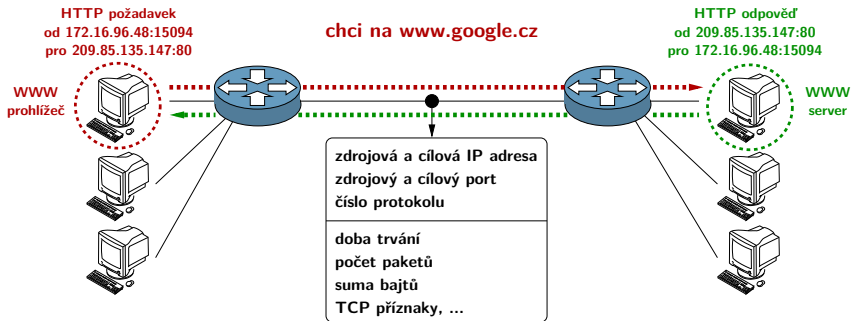 HTTP požadavek
od 172.16.96.48:15094
pro 209.85.135.147:80
chci na www.google.cz
HTTP odpověď
od 209.85.135.147:80
pro 172.16.96.48:15094
WWW
prohlížeč
WWW
server
zdrojová a cílová IP adresa
zdrojový a cílový port
číslo protokolu
doba trvání
počet paketů
suma bajtů
TCP příznaky, ...